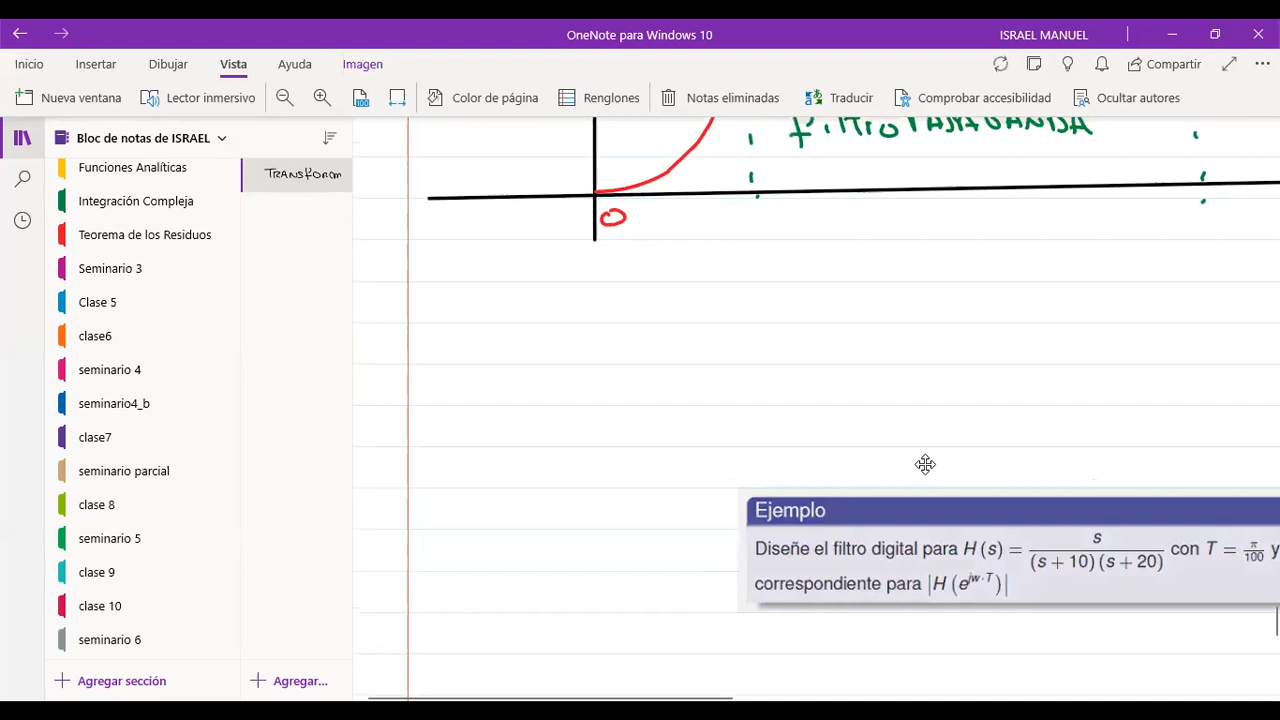 OneNote para Windows 10
ISRAEL MANUEL
Inicio
Insertar
Dibujar
Vista
Ayuda
Imagen
Compartir
Nueva ventana
Lector inmersivo
Color de página
Renglones
Notas eliminadas
Traducir
Comprobar accesibilidad
Ocultar autores
Bloc de notas de ISRAEL
Funciones Analíticas
Integración Compleja
Teorema de los Residuos
Seminario 3
Clase 5
clase6
seminario 4
seminario4_b
clase7
seminario parcial
clase 8
seminario 5
clase 9
clase 10
seminario 6
Agregar sección
TRANSFORM
Agregar...
filtro PASABANDA
0
Ejemplo
Diseñe el filtro digital para H(s) = s / (s + 10)(s + 20) con T = π/100 y
correspondiente para |H(e^{jw·T})|